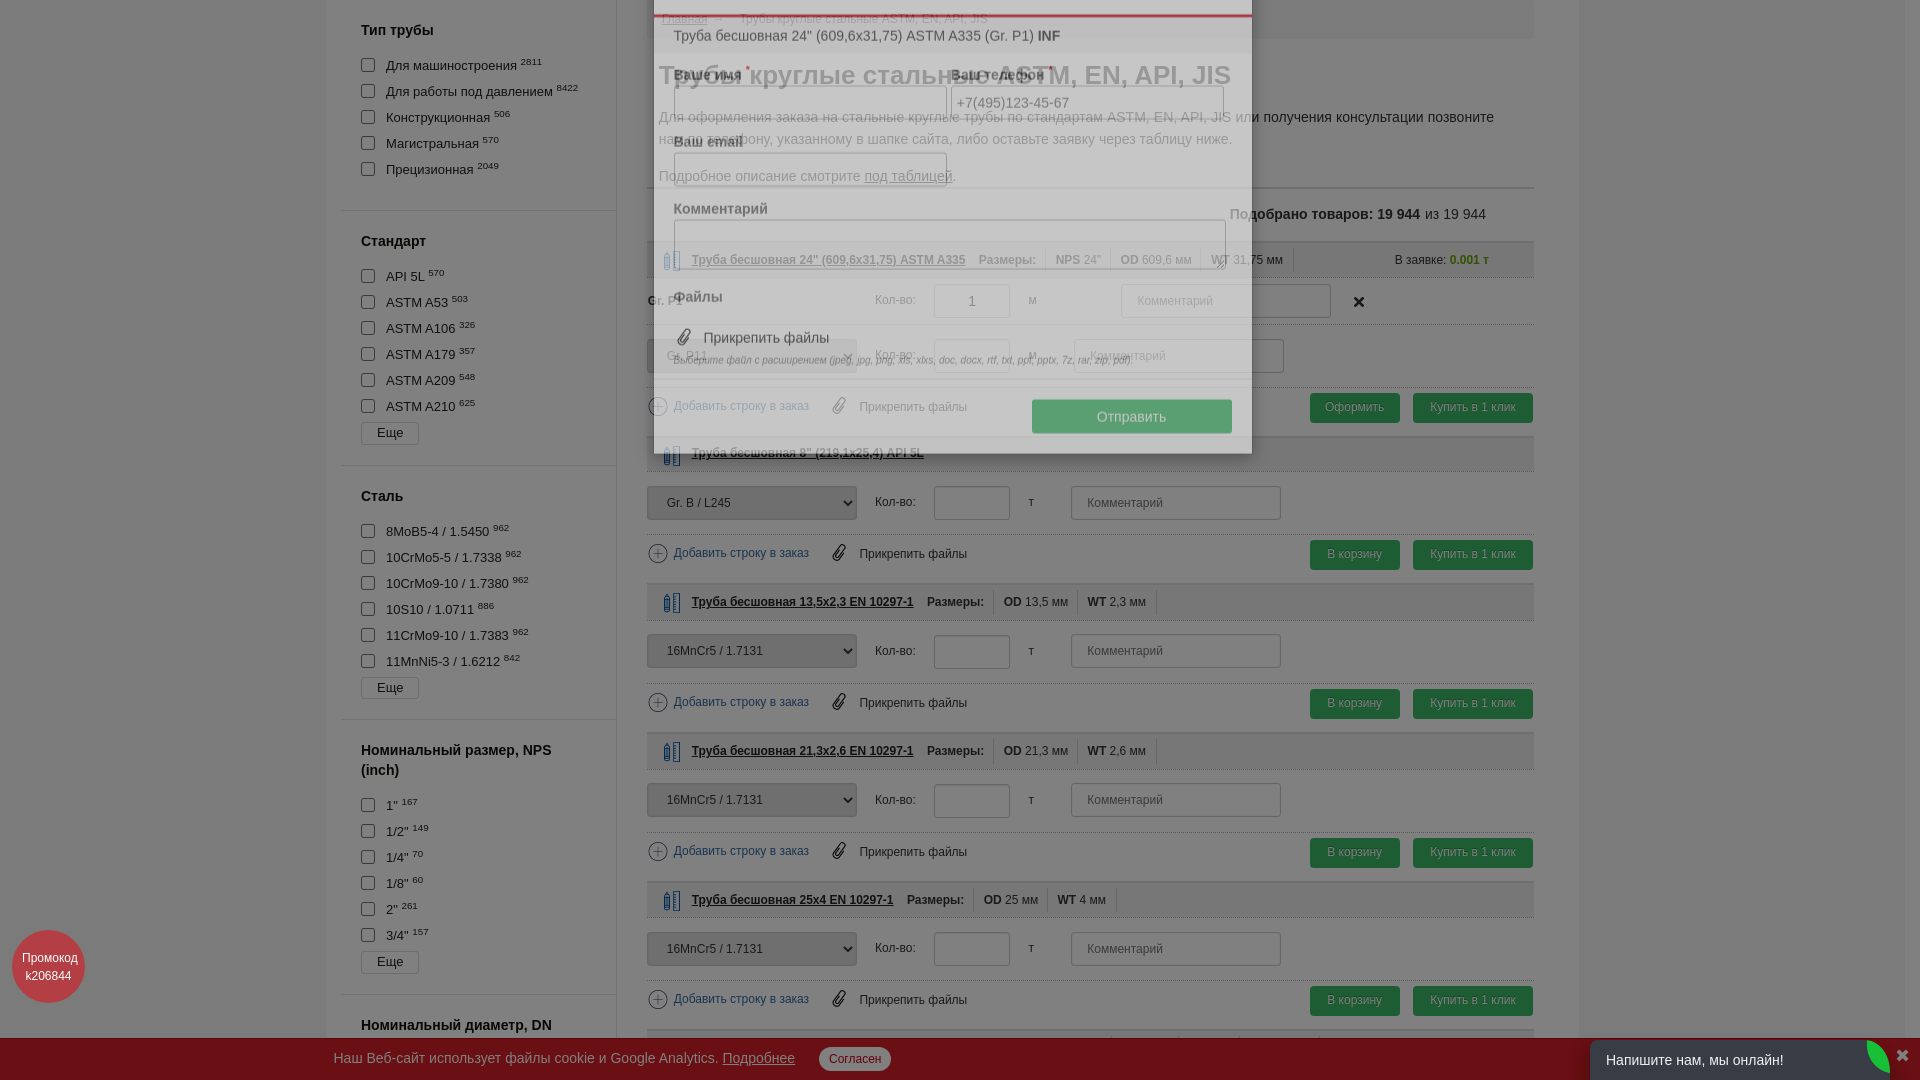 Тип трубы
Для машиностроения 2811
Для работы под давлением 8422
Конструкционная 506
Магистральная 570
Прецизионная 2049
Стандарт
API 5L 570
ASTM A53 503
ASTM A106 326
ASTM A179 357
ASTM A209 548
ASTM A210 625
Еще
Сталь
8MoB5-4 / 1.5450 962
10CrMo5-5 / 1.7338 962
10CrMo9-10 / 1.7380 962
10S10 / 1.0711 886
11CrMo9-10 / 1.7383 962
11MnNi5-3 / 1.6212 842
Еще
Номинальный размер, NPS
(inch)
1" 167
1/2" 149
1/4" 70
1/8" 60
2" 261
3/4" 157
Еще
Номинальный диаметр, DN
Главная → Трубы круглые стальные ASTM, EN, API, JIS
Труба бесшовная 24" (609,6x31,75) ASTM A335 (Gr. P1) INF
Трубы круглые стальные ASTM, EN, API, JIS
Ваше имя * Ваш телефон *
+7(495)123-45-67
Для оформления заказа на стальные круглые трубы по стандартам ASTM, EN, API, JIS или получения консультации позвоните
нам по телефону, указанному в шапке сайта, либо оставьте заявку через таблицу ниже.
Ваш email
Подробное описание смотрите под таблицей.
Комментарий
Подобрано товаров: 19 944 из 19 944
Труба бесшовная 24" (609,6x31,75) ASTM A335 Размеры: NPS 24" OD 609,6 мм WT 31,75 мм В заявке: 0.001 т
Файлы
Gr. P1 Кол-во: 1 м Комментарий ×
Прикрепить файлы
Gr. P11 Кол-во: м Комментарий
Выберите файл с расширением (jpeg, jpg, png, xls, xlxs, doc, docx, rtf, txt, ppt, pptx, 7z, rar, zip, pdf).
Добавить строку в заказ Прикрепить файлы Оформить Купить в 1 клик
Отправить
Труба бесшовная 8" (219,1x25,4) API 5L
Gr. B / L245 Кол-во: т Комментарий
Добавить строку в заказ Прикрепить файлы В корзину Купить в 1 клик
Труба бесшовная 13,5x2,3 EN 10297-1 Размеры: OD 13,5 мм WT 2,3 мм
16MnCr5 / 1.7131 Кол-во: т Комментарий
Добавить строку в заказ Прикрепить файлы В корзину Купить в 1 клик
Труба бесшовная 21,3x2,6 EN 10297-1 Размеры: OD 21,3 мм WT 2,6 мм
16MnCr5 / 1.7131 Кол-во: т Комментарий
Добавить строку в заказ Прикрепить файлы В корзину Купить в 1 клик
Труба бесшовная 25x4 EN 10297-1 Размеры: OD 25 мм WT 4 мм
16MnCr5 / 1.7131 Кол-во: т Комментарий
Добавить строку в заказ Прикрепить файлы В корзину Купить в 1 клик
Промокод
k206844
Наш Веб-сайт использует файлы cookie и Google Analytics. Подробнее Согласен
Напишите нам, мы онлайн!